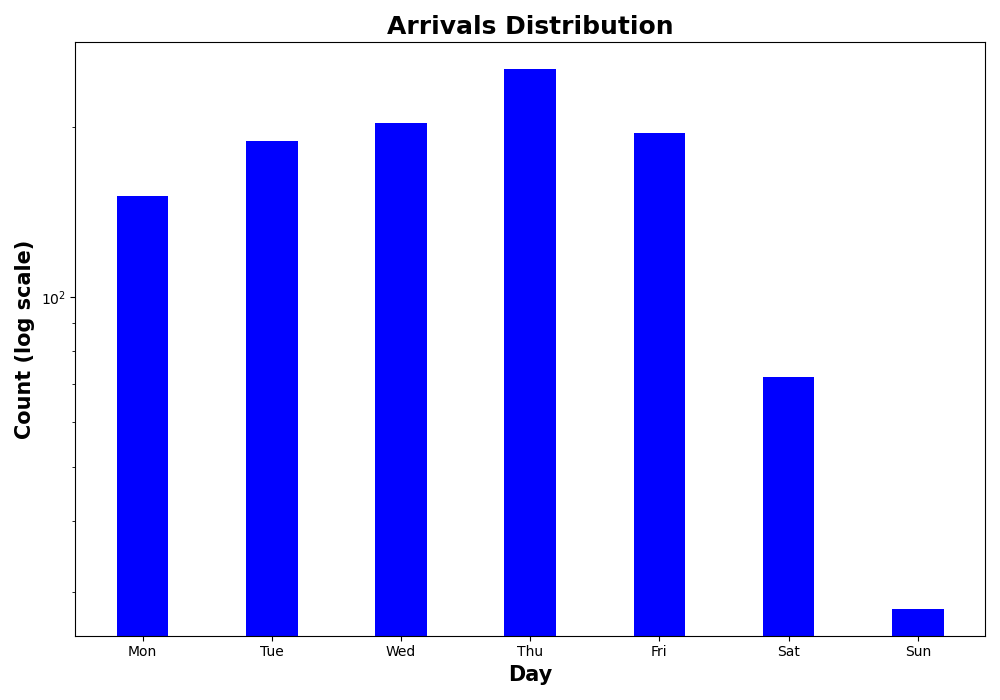 Arrivals Distribution
Count (log scale)
10²
Mon Tue Wed Thu Fri Sat Sun
Day